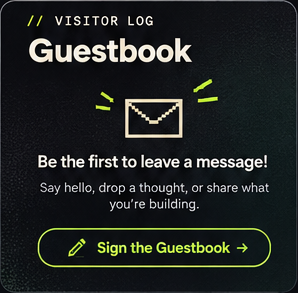 // VISITOR LOG
Guestbook
Be the first to leave a message!
Say hello, drop a thought, or share what
you're building.
Sign the Guestbook →